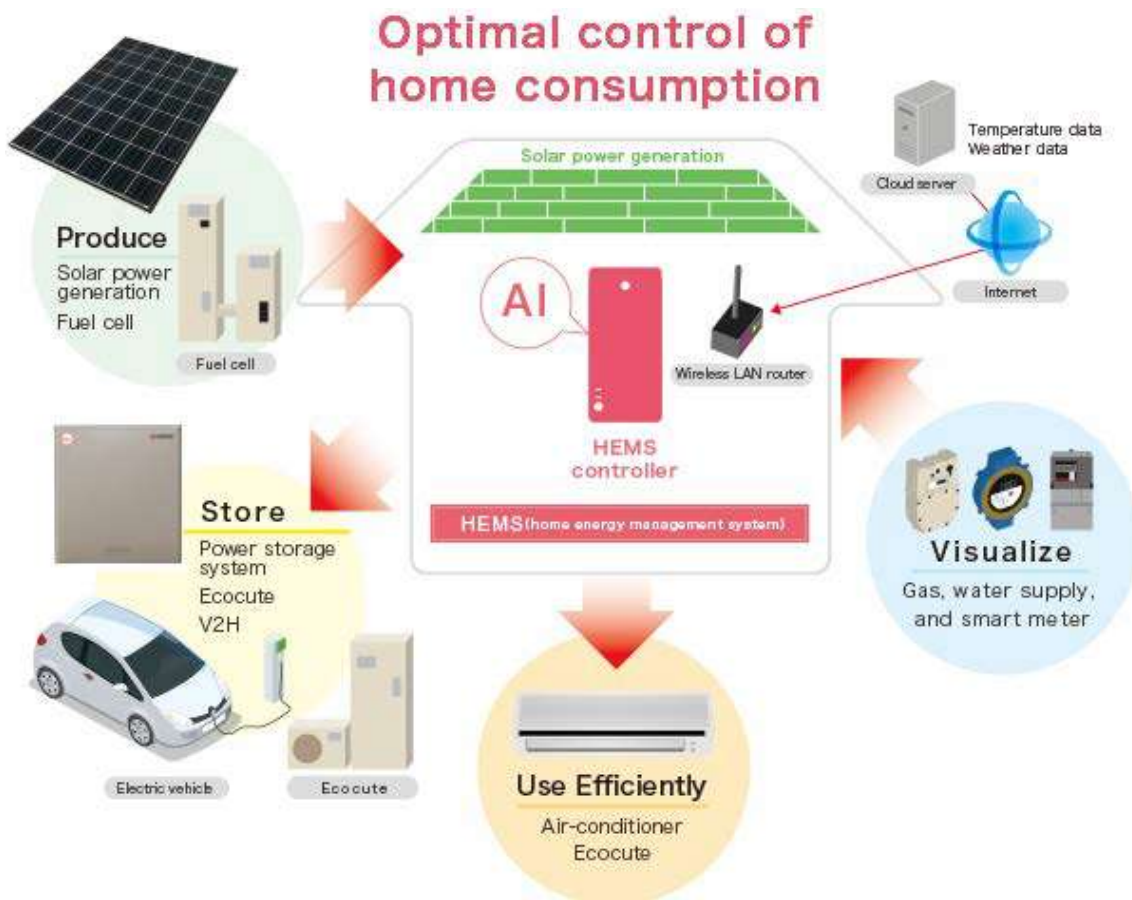 Optimal control of
home consumption
Solar power generation
Temperature data
Weather data
Cloud server
Internet
Produce
Solar power
generation
Fuel cell
Fuel cell
AI
Wireless LAN router
HEMS
controller
HEMS(home energy management system)
Store
Power storage
system
Ecocute
V2H
Electric vehicle
Ecocute
Visualize
Gas, water supply,
and smart meter
Use Efficiently
Air-conditioner
Ecocute